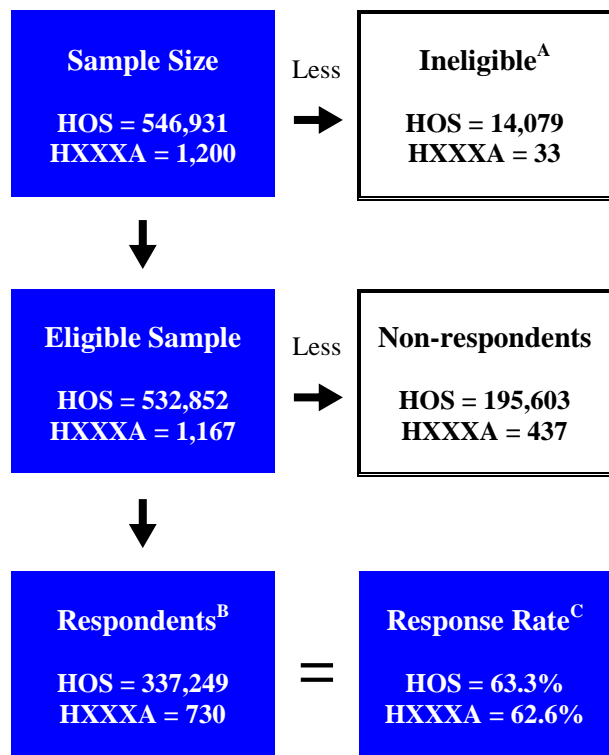 Sample Size
HOS = 546,931
HXXXA = 1,200
Less
Ineligible^A
HOS = 14,079
HXXXA = 33
Eligible Sample
HOS = 532,852
HXXXA = 1,167
Less
Non-respondents
HOS = 195,603
HXXXA = 437
Respondents^B
HOS = 337,249
HXXXA = 730
=
Response Rate^C
HOS = 63.3%
HXXXA = 62.6%